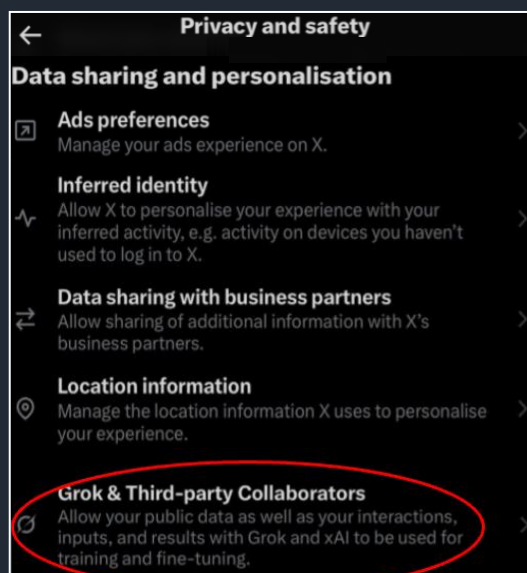 Privacy and safety
Data sharing and personalisation
Ads preferences
Manage your ads experience on X.
Inferred identity
Allow X to personalise your experience with your
inferred activity, e.g. activity on devices you haven't
used to log in to X.
Data sharing with business partners
Allow sharing of additional information with X's
business partners.
Location information
Manage the location information X uses to personalise
your experience.
Grok & Third-party Collaborators
Allow your public data as well as your interactions,
inputs, and results with Grok and xAI to be used for
training and fine-tuning.